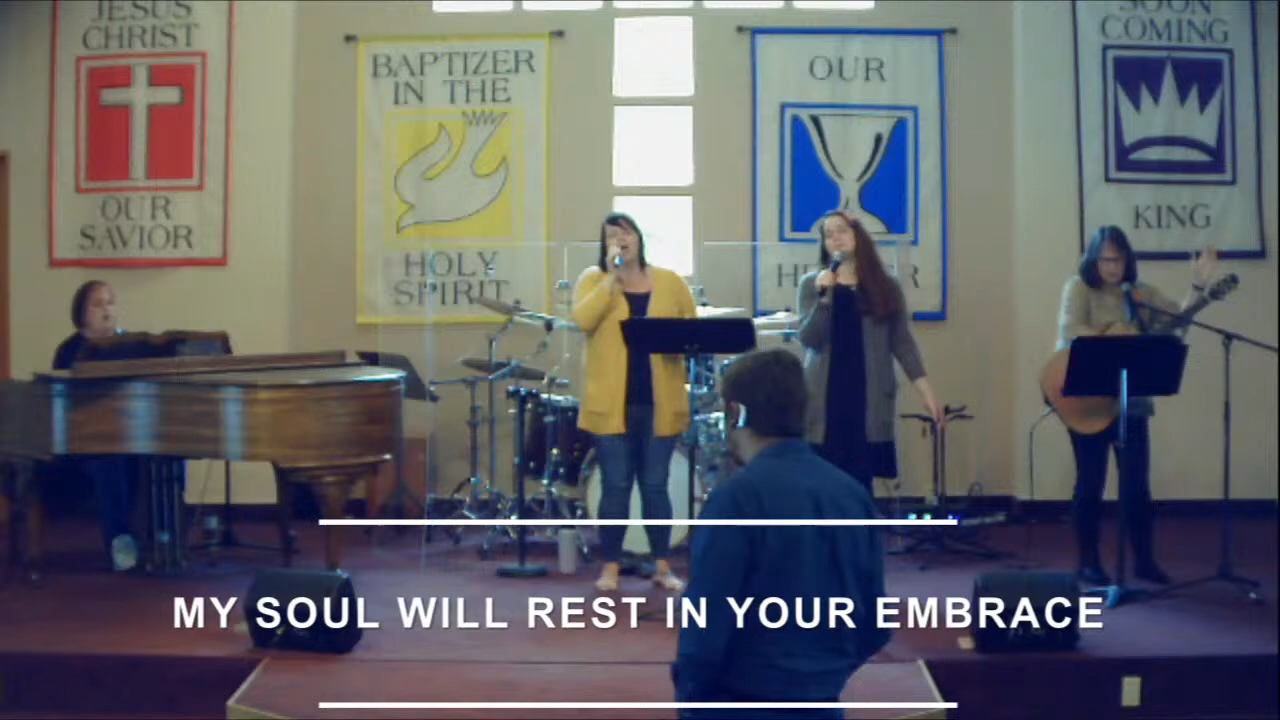 JESUS
CHRIST
OUR
SAVIOR
BAPTIZER
IN THE
HOLY
SPIRIT
OUR
SOON
COMING
KING
MY SOUL WILL REST IN YOUR EMBRACE